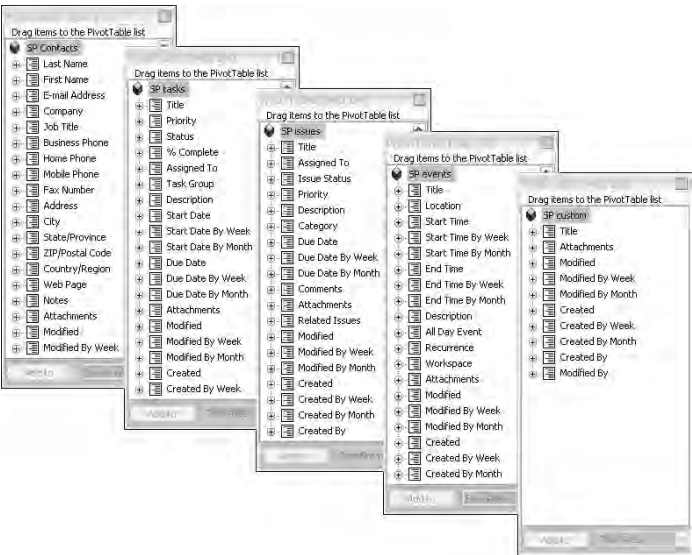 Drag items to the PivotTable list
SP Contacts
Last Name
First Name
E-mail Address
Company
Job Title
Business Phone
Home Phone
Mobile Phone
Fax Number
Address
City
State/Province
ZIP/Postal Code
Country/Region
Web Page
Notes
Attachments
Modified
Modified By Week
Add to
Drag items to the PivotTable list
SP tasks
Title
Priority
Status
% Complete
Assigned To
Task Group
Description
Start Date
Start Date By Week
Start Date By Month
Due Date
Due Date By Week
Due Date By Month
Attachments
Modified
Modified By Week
Modified By Month
Created
Created By Week
Add to
Drag items to the PivotTable list
SP issues
Title
Assigned To
Issue Status
Priority
Description
Category
Due Date
Due Date By Week
Due Date By Month
Comments
Attachments
Related Issues
Modified
Modified By Week
Modified By Month
Created
Created By Week
Created By Month
Created By
Drag items to the PivotTable list
SP events
Title
Location
Start Time
Start Time By Week
Start Time By Month
End Time
End Time By Week
End Time By Month
Description
All Day Event
Recurrence
Workspace
Attachments
Modified
Modified By Week
Modified By Month
Created
Created By Week
Created By Month
Add to
Drag items to the PivotTable list
SP custom
Title
Attachments
Modified
Modified By Week
Modified By Month
Created
Created By Week
Created By Month
Created By
Modified By
Add to